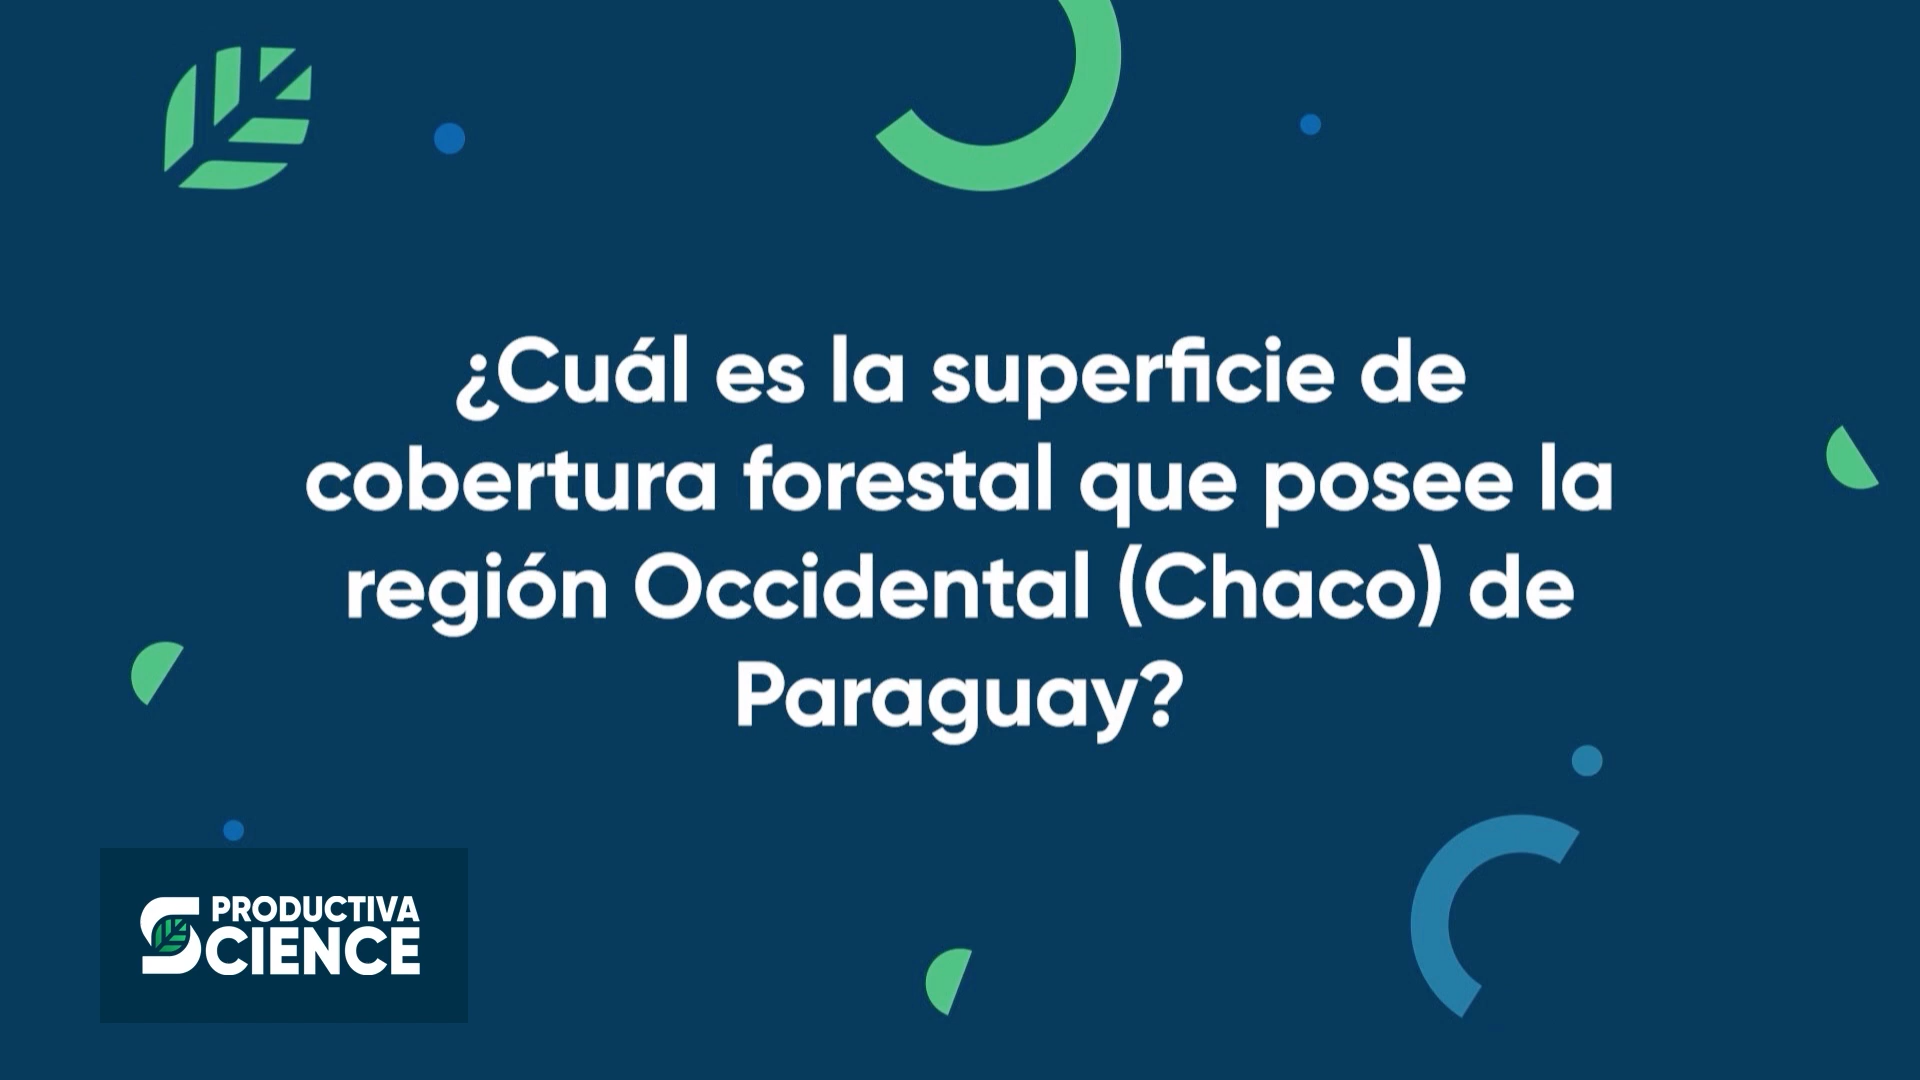 ¿Cuál es la superficie de
cobertura forestal que posee la
región Occidental (Chaco) de
Paraguay?
PRODUCTIVA
SCIENCE